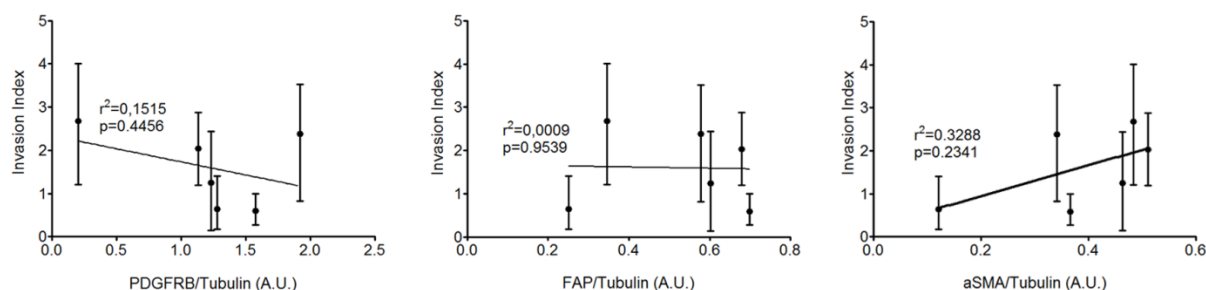 5
4
3
2
1
0
Invasion Index
r²=0,1515
p=0.4456
0.0 0.5 1.0 1.5 2.0 2.5
PDGFRB/Tubulin (A.U.)
5
4
3
2
1
0
Invasion Index
r²=0,0009
p=0.9539
0.0 0.2 0.4 0.6 0.8
FAP/Tubulin (A.U.)
5
4
3
2
1
0
Invasion Index
r²=0.3288
p=0.2341
0.0 0.2 0.4 0.6
aSMA/Tubulin (A.U.)